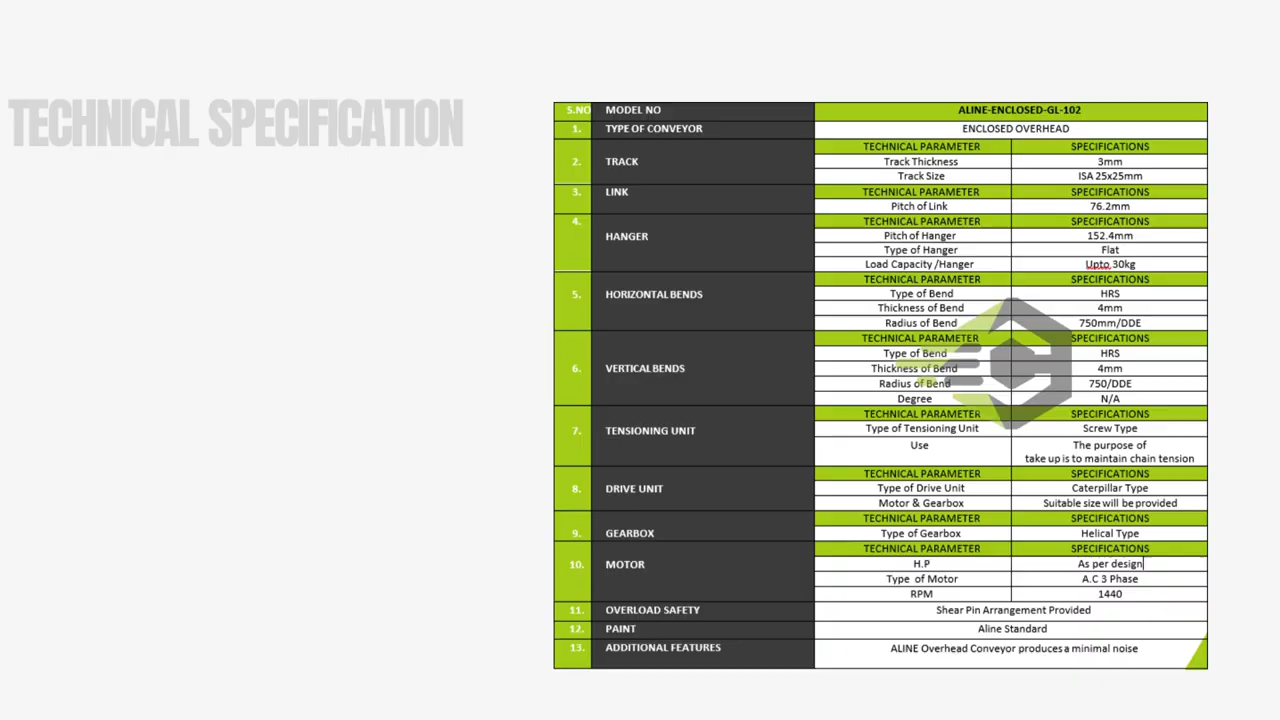 TECHNICAL SPECIFICATION
S.NO MODEL NO ALINE-ENCLOSED-GL-102
1. TYPE OF CONVEYOR ENCLOSED OVERHEAD
TECHNICAL PARAMETER SPECIFICATIONS
2. TRACK Track Thickness 3mm
Track Size ISA 25x25mm
3. LINK TECHNICAL PARAMETER SPECIFICATIONS
Pitch of Link 76.2mm
4. TECHNICAL PARAMETER SPECIFICATIONS
HANGER Pitch of Hanger 152.4mm
Type of Hanger Flat
Load Capacity /Hanger Upto 30kg
TECHNICAL PARAMETER SPECIFICATIONS
5. HORIZONTAL BENDS Type of Bend HRS
Thickness of Bend 4mm
Radius of Bend 750mm/DDE
TECHNICAL PARAMETER SPECIFICATIONS
Type of Bend HRS
6. VERTICAL BENDS Thickness of Bend 4mm
Radius of Bend 750/DDE
Degree N/A
TECHNICAL PARAMETER SPECIFICATIONS
7. TENSIONING UNIT Type of Tensioning Unit Screw Type
Use The purpose of
take up is to maintain chain tension
TECHNICAL PARAMETER SPECIFICATIONS
8. DRIVE UNIT Type of Drive Unit Caterpillar Type
Motor & Gearbox Suitable size will be provided
TECHNICAL PARAMETER SPECIFICATIONS
9. GEARBOX Type of Gearbox Helical Type
TECHNICAL PARAMETER SPECIFICATIONS
10. MOTOR H.P As per design
Type of Motor A.C 3 Phase
RPM 1440
11. OVERLOAD SAFETY Shear Pin Arrangement Provided
12. PAINT Aline Standard
13. ADDITIONAL FEATURES ALINE Overhead Conveyor produces a minimal noise